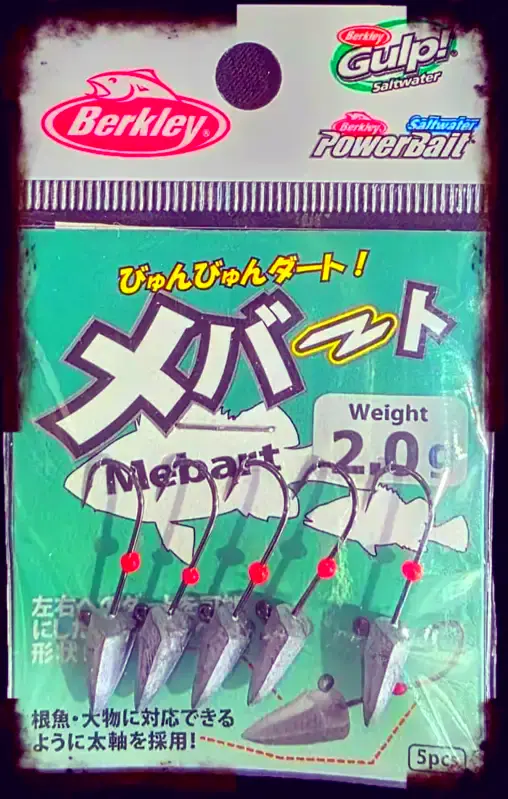 Berkley
Gulp!
Saltwater
Berkley
Berkley
Saltwater
PowerBait
びゅんびゅんダート!
メバート
Weight
Mebart
2.0g
左右への
にした
形状
根魚・大物に対応できる
ように太軸を採用!
5pcs